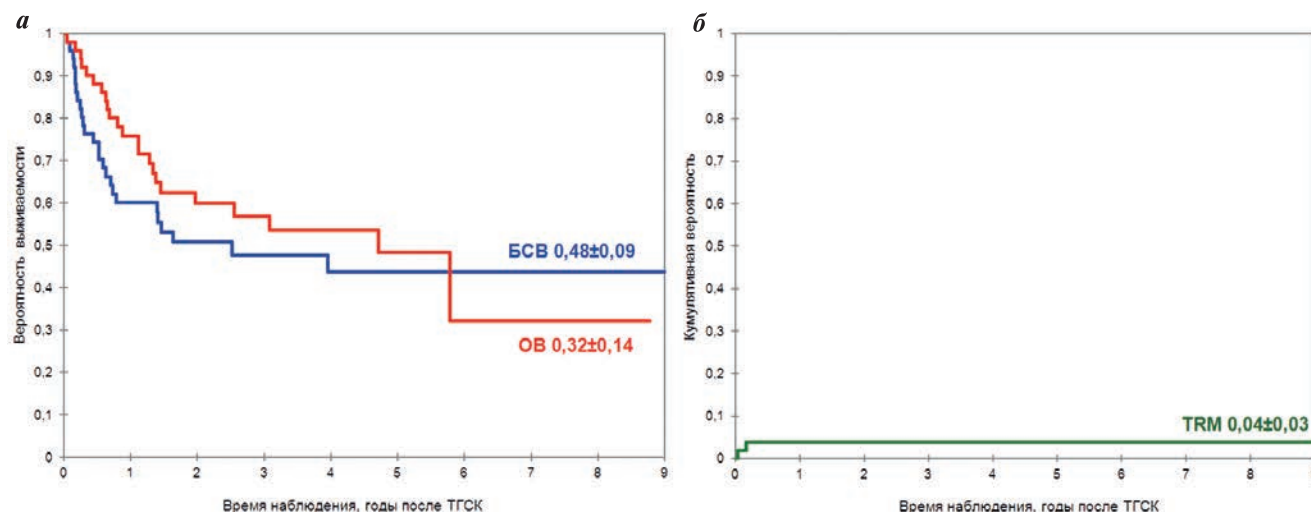 а
Вероятность выживаемости
1
0,9
0,8
0,7
0,6
0,5
0,4
0,3
0,2
0,1
0
БСВ 0,48±0,09
ОВ 0,32±0,14
0 1 2 3 4 5 6 7 8 9
Время наблюдения, годы после ТГСК
б
Кумулятивная вероятность
1
0,9
0,8
0,7
0,6
0,5
0,4
0,3
0,2
0,1
0
TRM 0,04±0,03
0 1 2 3 4 5 6 7 8 9
Время наблюдения, годы после ТГСК